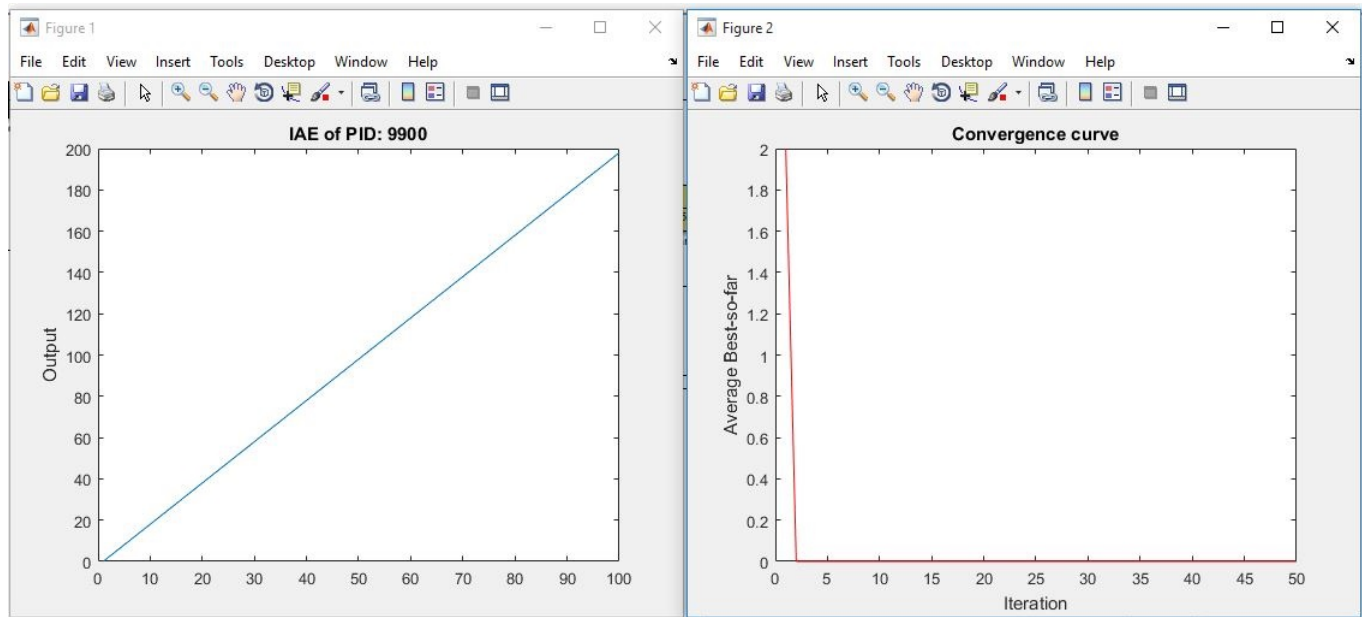 Figure 1
File Edit View Insert Tools Desktop Window Help
IAE of PID: 9900
200
180
160
140
120
100
80
60
40
20
0
Output
0 10 20 30 40 50 60 70 80 90 100
Figure 2
File Edit View Insert Tools Desktop Window Help
Convergence curve
2
1.8
1.6
1.4
1.2
1
0.8
0.6
0.4
0.2
0
Average Best-so-far
0 5 10 15 20 25 30 35 40 45 50
Iteration